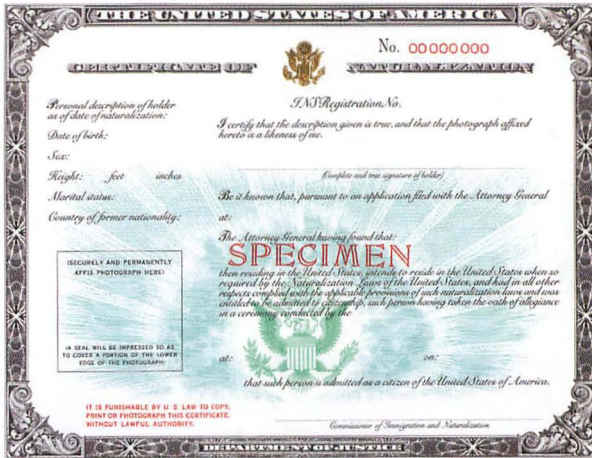 THE UNITED STATES OF AMERICA
No. 00000000
CERTIFICATE OF NATURALIZATION
Personal description of holder
as of date of naturalization:
Date of birth:
Sex:
Height: feet inches
Marital status:
Country of former nationality:
INS Registration No.
I certify that the description given is true, and that the photograph affixed
hereto is a likeness of me.
(Complete and true signature of holder)
Be it known that, pursuant to an application filed with the Attorney General
at:
The Attorney General having found that:
SPECIMEN
then residing in the United States, intends to reside in the United States when so
required by the Naturalization Laws of the United States, and had in all other
respects complied with the applicable provisions of such naturalization laws and was
entitled to be admitted to citizenship, such person having taken the oath of allegiance
in a ceremony conducted by the
at: on:
that such person is admitted as a citizen of the United States of America.
(SECURELY AND PERMANENTLY
AFFIX PHOTOGRAPH HERE)
(A SEAL WILL BE IMPRESSED SO AS
TO COVER A PORTION OF THE LOWER
EDGE OF THE PHOTOGRAPH)
IT IS PUNISHABLE BY U. S. LAW TO COPY,
PRINT OR PHOTOGRAPH THIS CERTIFICATE,
WITHOUT LAWFUL AUTHORITY.
Commissioner of Immigration and Naturalization
DEPARTMENT OF JUSTICE